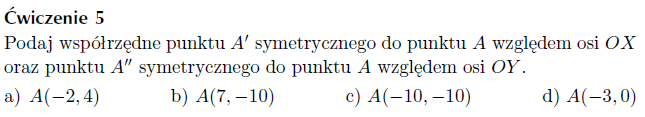 Ćwiczenie 5
Podaj współrzędne punktu A′ symetrycznego do punktu A względem osi OX
oraz punktu A″ symetrycznego do punktu A względem osi OY.
a) A(−2, 4) b) A(7, −10) c) A(−10, −10) d) A(−3, 0)